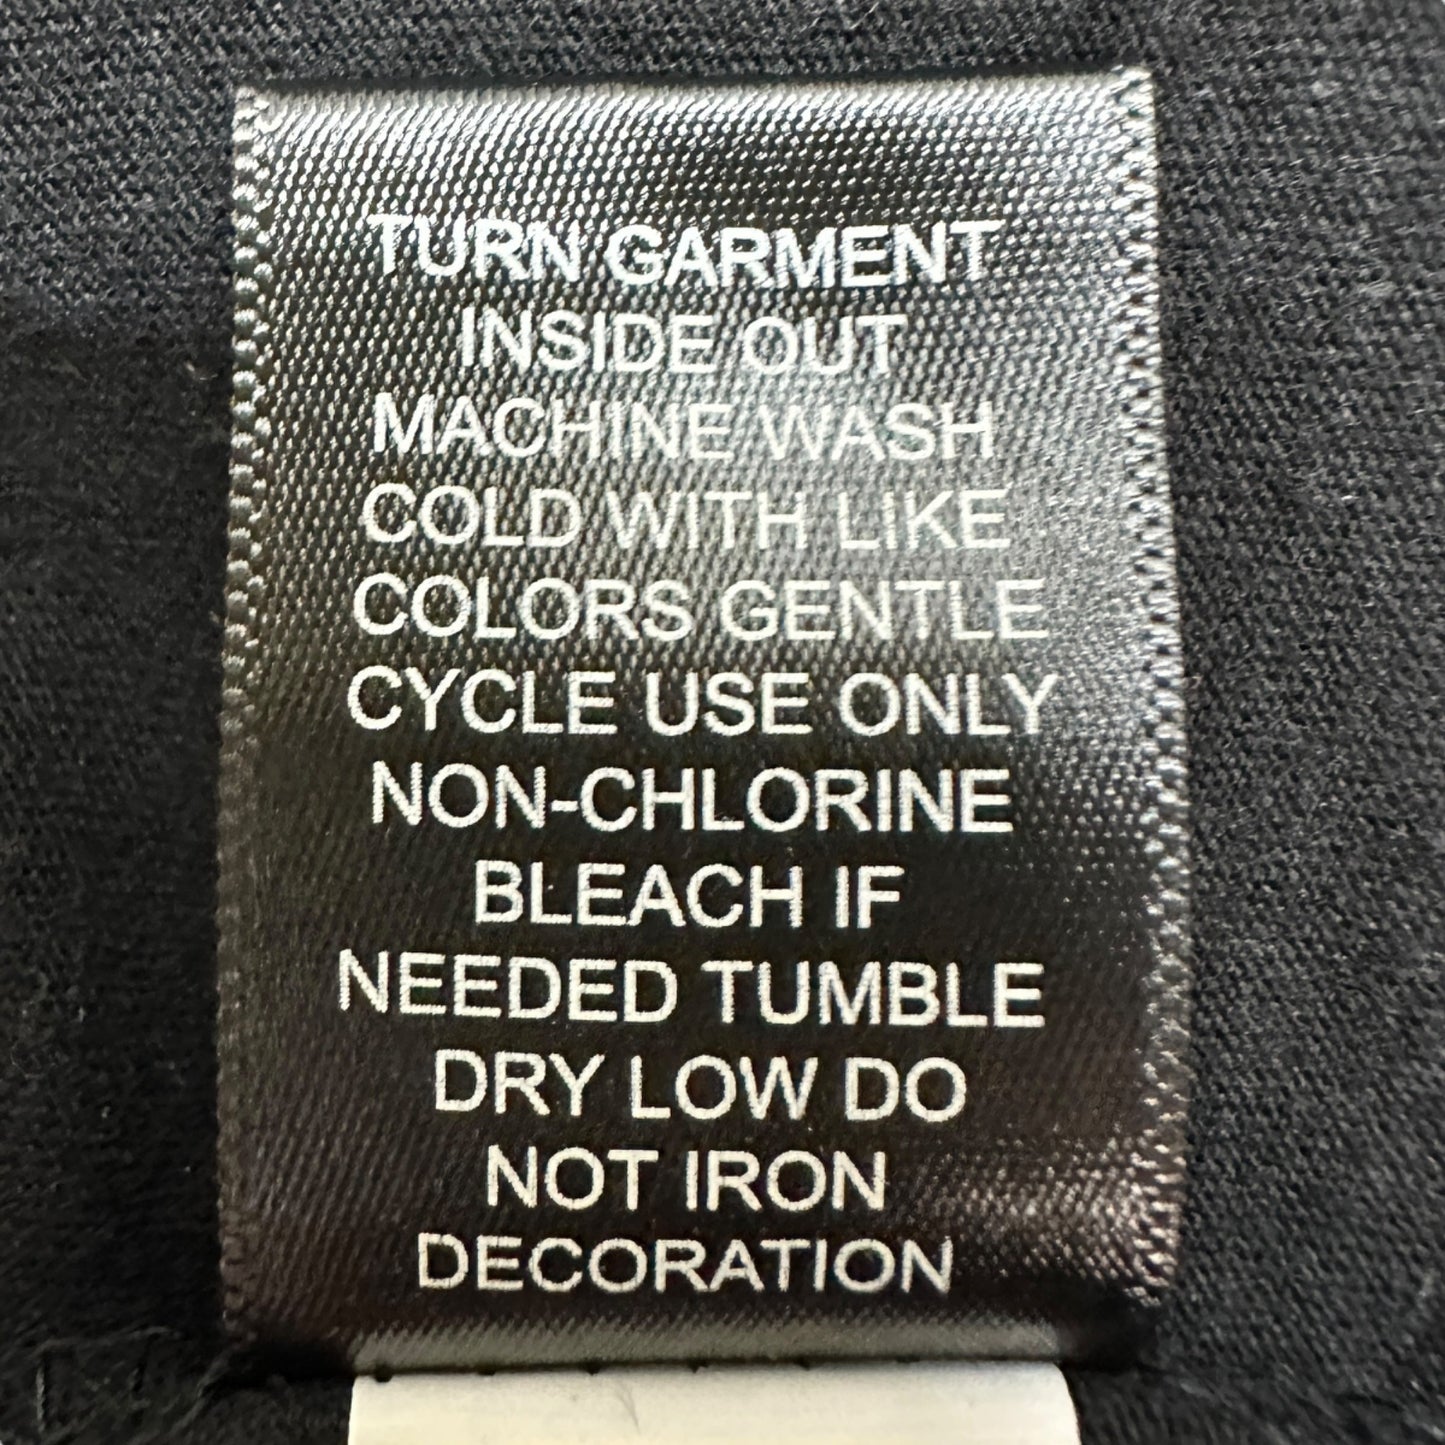 TURN GARMENT
INSIDE OUT
MACHINE WASH
COLD WITH LIKE
COLORS GENTLE
CYCLE USE ONLY
NON-CHLORINE
BLEACH IF
NEEDED TUMBLE
DRY LOW DO
NOT IRON
DECORATION